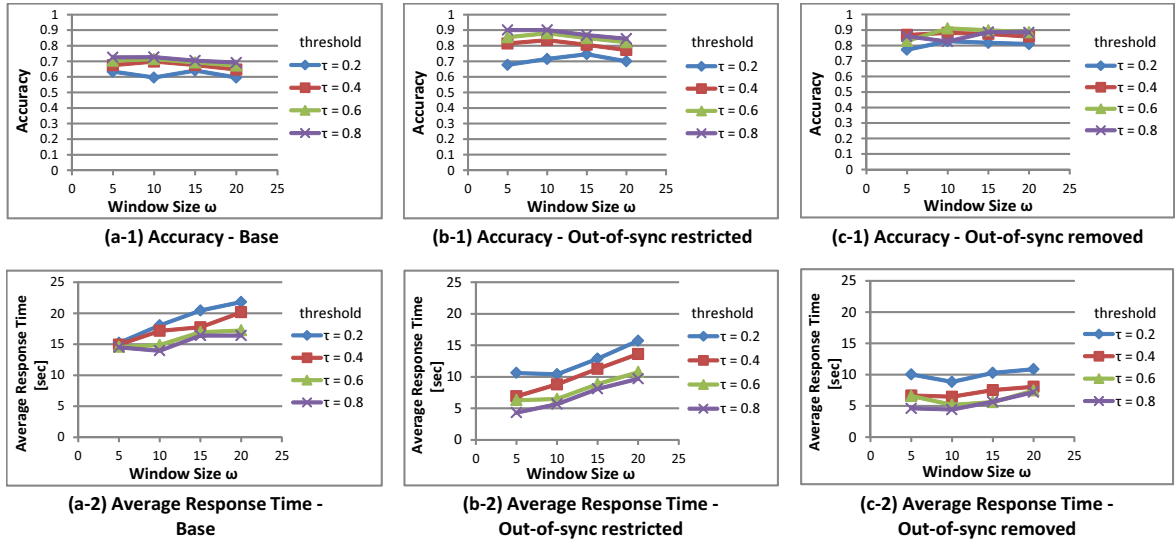 1
0.9
0.8
0.7
0.6
0.5
0.4
0.3
0.2
0.1
0
Accuracy
0 5 10 15 20 25
Window Size ω
threshold
τ = 0.2
τ = 0.4
τ = 0.6
τ = 0.8
(a-1) Accuracy - Base
1
0.9
0.8
0.7
0.6
0.5
0.4
0.3
0.2
0.1
0
Accuracy
0 5 10 15 20 25
Window Size ω
threshold
τ = 0.2
τ = 0.4
τ = 0.6
τ = 0.8
(b-1) Accuracy - Out-of-sync restricted
1
0.9
0.8
0.7
0.6
0.5
0.4
0.3
0.2
0.1
0
Accuracy
0 5 10 15 20 25
Window Size ω
threshold
τ = 0.2
τ = 0.4
τ = 0.6
τ = 0.8
(c-1) Accuracy - Out-of-sync removed
25
20
15
10
5
0
Average Response Time
[sec]
0 5 10 15 20 25
Window Size ω
threshold
τ = 0.2
τ = 0.4
τ = 0.6
τ = 0.8
(a-2) Average Response Time -
Base
25
20
15
10
5
0
Average Response Time
[sec]
0 5 10 15 20 25
Window Size ω
threshold
τ = 0.2
τ = 0.4
τ = 0.6
τ = 0.8
(b-2) Average Response Time -
Out-of-sync restricted
25
20
15
10
5
0
Average Response Time
[sec]
0 5 10 15 20 25
Window Size ω
threshold
τ = 0.2
τ = 0.4
τ = 0.6
τ = 0.8
(c-2) Average Response Time -
Out-of-sync removed